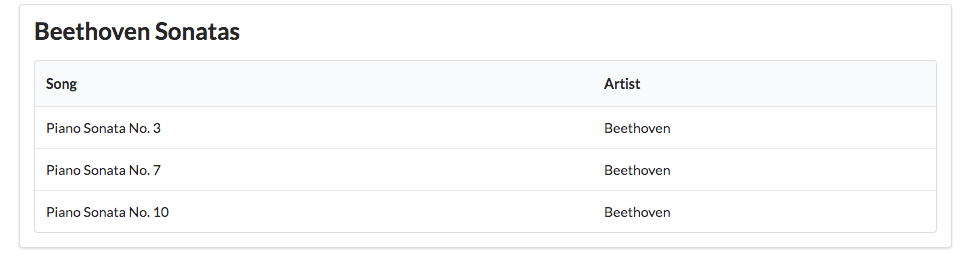 Beethoven Sonatas
Song Artist
Piano Sonata No. 3 Beethoven
Piano Sonata No. 7 Beethoven
Piano Sonata No. 10 Beethoven